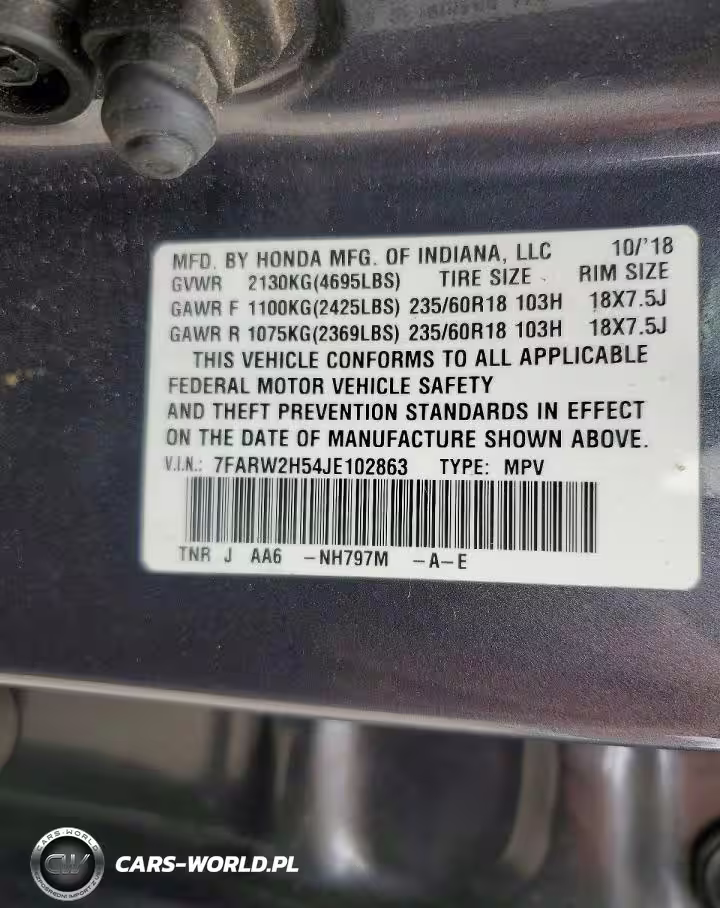 MFD. BY HONDA MFG. OF INDIANA, LLC 10/'18
GVWR 2130KG(4695LBS) TIRE SIZE RIM SIZE
GAWR F 1100KG(2425LBS) 235/60R18 103H 18X7.5J
GAWR R 1075KG(2369LBS) 235/60R18 103H 18X7.5J
THIS VEHICLE CONFORMS TO ALL APPLICABLE
FEDERAL MOTOR VEHICLE SAFETY
AND THEFT PREVENTION STANDARDS IN EFFECT
ON THE DATE OF MANUFACTURE SHOWN ABOVE.
V.I.N.: 7FARW2H54JE102863 TYPE: MPV
TNR J AA6 -NH797M -A-E
CARS-WORLD
CW
CARS-WORLD.PL